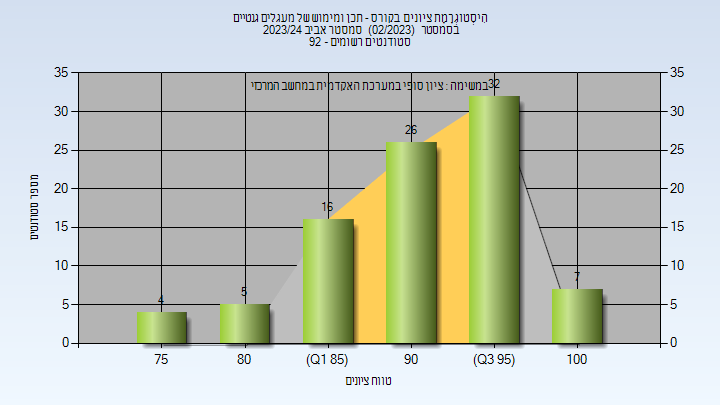 היסטוגרמת ציונים בקורס - תכן ומימוש של מעגלים גנטיים
בסמסטר (02/2023) סמסטר אביב 2023/24
סטודנטים רשומים - 92
במשימה : ציון סופי במערכת האקדמית במחשב המרכזי
35 35
30 30
25 25
20 20
15 15
10 10
5 5
0 0
4 5 16 26 32 7
75 80 (Q1 85) 90 (Q3 95) 100
מספר סטודנטים
טווח ציונים